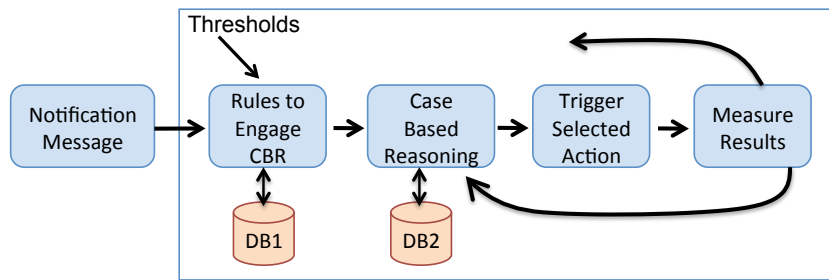 Thresholds
Notification
Message
Rules to
Engage
CBR
Case
Based
Reasoning
Trigger
Selected
Action
Measure
Results
DB1
DB2